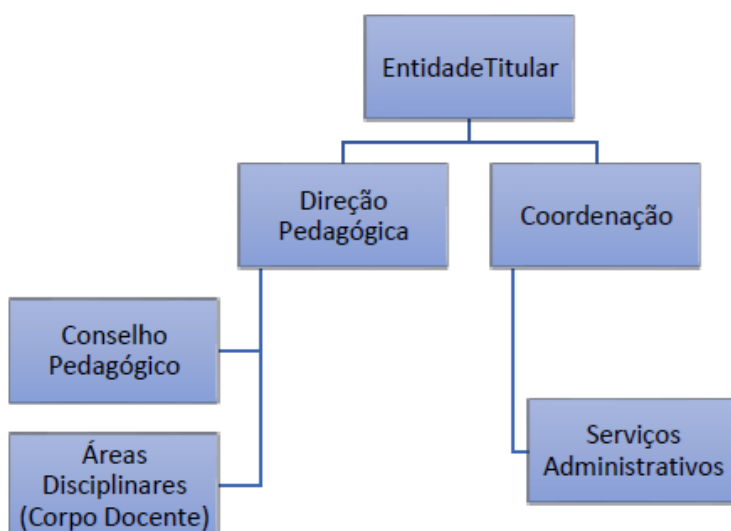 EntidadeTitular
Direção
Pedagógica
Coordenação
Conselho
Pedagógico
Áreas
Disciplinares
(Corpo Docente)
Serviços
Administrativos